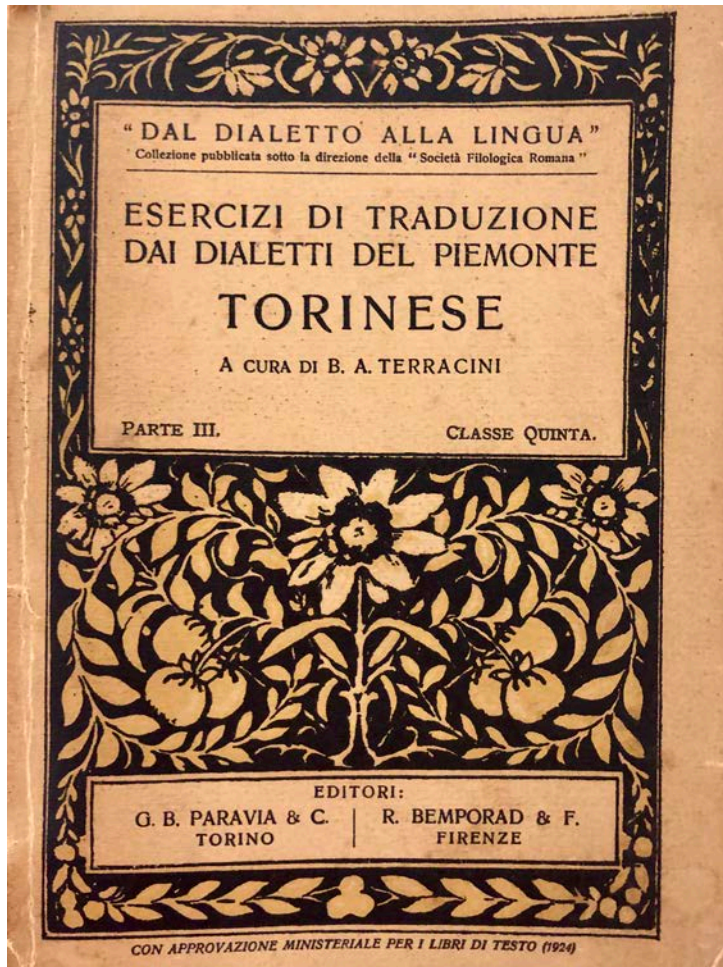 "DAL DIALETTO ALLA LINGUA"
Collezione pubblicata sotto la direzione della "Società Filologica Romana"
ESERCIZI DI TRADUZIONE
DAI DIALETTI DEL PIEMONTE
TORINESE
A CURA DI B. A. TERRACINI
PARTE III. CLASSE QUINTA.
EDITORI:
G. B. PARAVIA & C. R. BEMPORAD & F.
TORINO FIRENZE
CON APPROVAZIONE MINISTERIALE PER I LIBRI DI TESTO (1924)